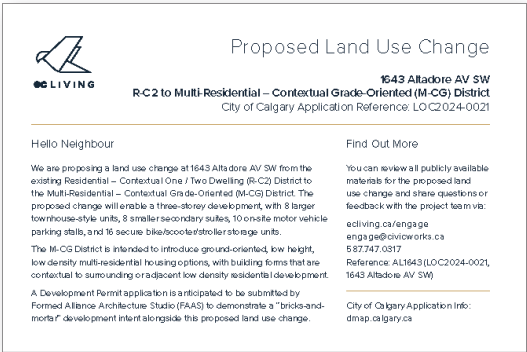 Proposed Land Use Change
ECLIVING
1643 Altadore AV SW
R-C2 to Multi-Residential – Contextual Grade-Oriented (M-CG) District
City of Calgary Application Reference: LOC2024-0021
Hello Neighbour
We are proposing a land use change at 1643 Altadore AV SW from the
existing Residential – Contextual One / Two Dwelling (R-C2) District to
the Multi-Residential – Contextual Grade-Oriented (M-CG) District. The
proposed change will enable a three-storey development, with 8 larger
townhouse-style units, 8 smaller secondary suites, 10 on-site motor vehicle
parking stalls, and 16 secure bike/scooter/stroller storage units.
The M-CG District is intended to introduce ground-oriented, low height,
low density multi-residential housing options, with building forms that are
contextual to surrounding or adjacent low density residential development.
A Development Permit application is anticipated to be submitted by
Formed Alliance Architecture Studio (FAAS) to demonstrate a "bricks-and-
mortar" development intent alongside this proposed land use change.
Find Out More
You can review all publicly available
materials for the proposed land
use change and share questions or
feedback with the project team via:
ecliving.ca/engage
engage@civicworks.ca
587.747.0317
Reference: AL1643 (LOC2024-0021,
1643 Altadore AV SW)
City of Calgary Application Info:
dmap.calgary.ca